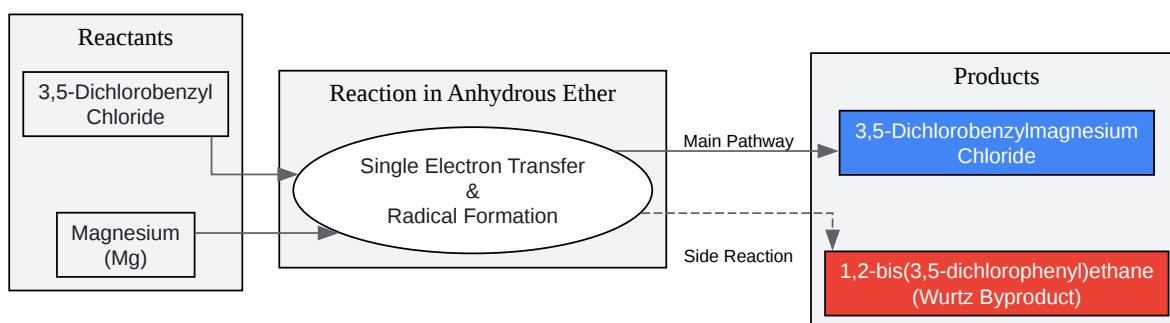 Reactants
3,5-Dichlorobenzyl
Chloride
Magnesium
(Mg)
Reaction in Anhydrous Ether
Single Electron Transfer
&
Radical Formation
Main Pathway
Side Reaction
Products
3,5-Dichlorobenzylmagnesium
Chloride
1,2-bis(3,5-dichlorophenyl)ethane
(Wurtz Byproduct)